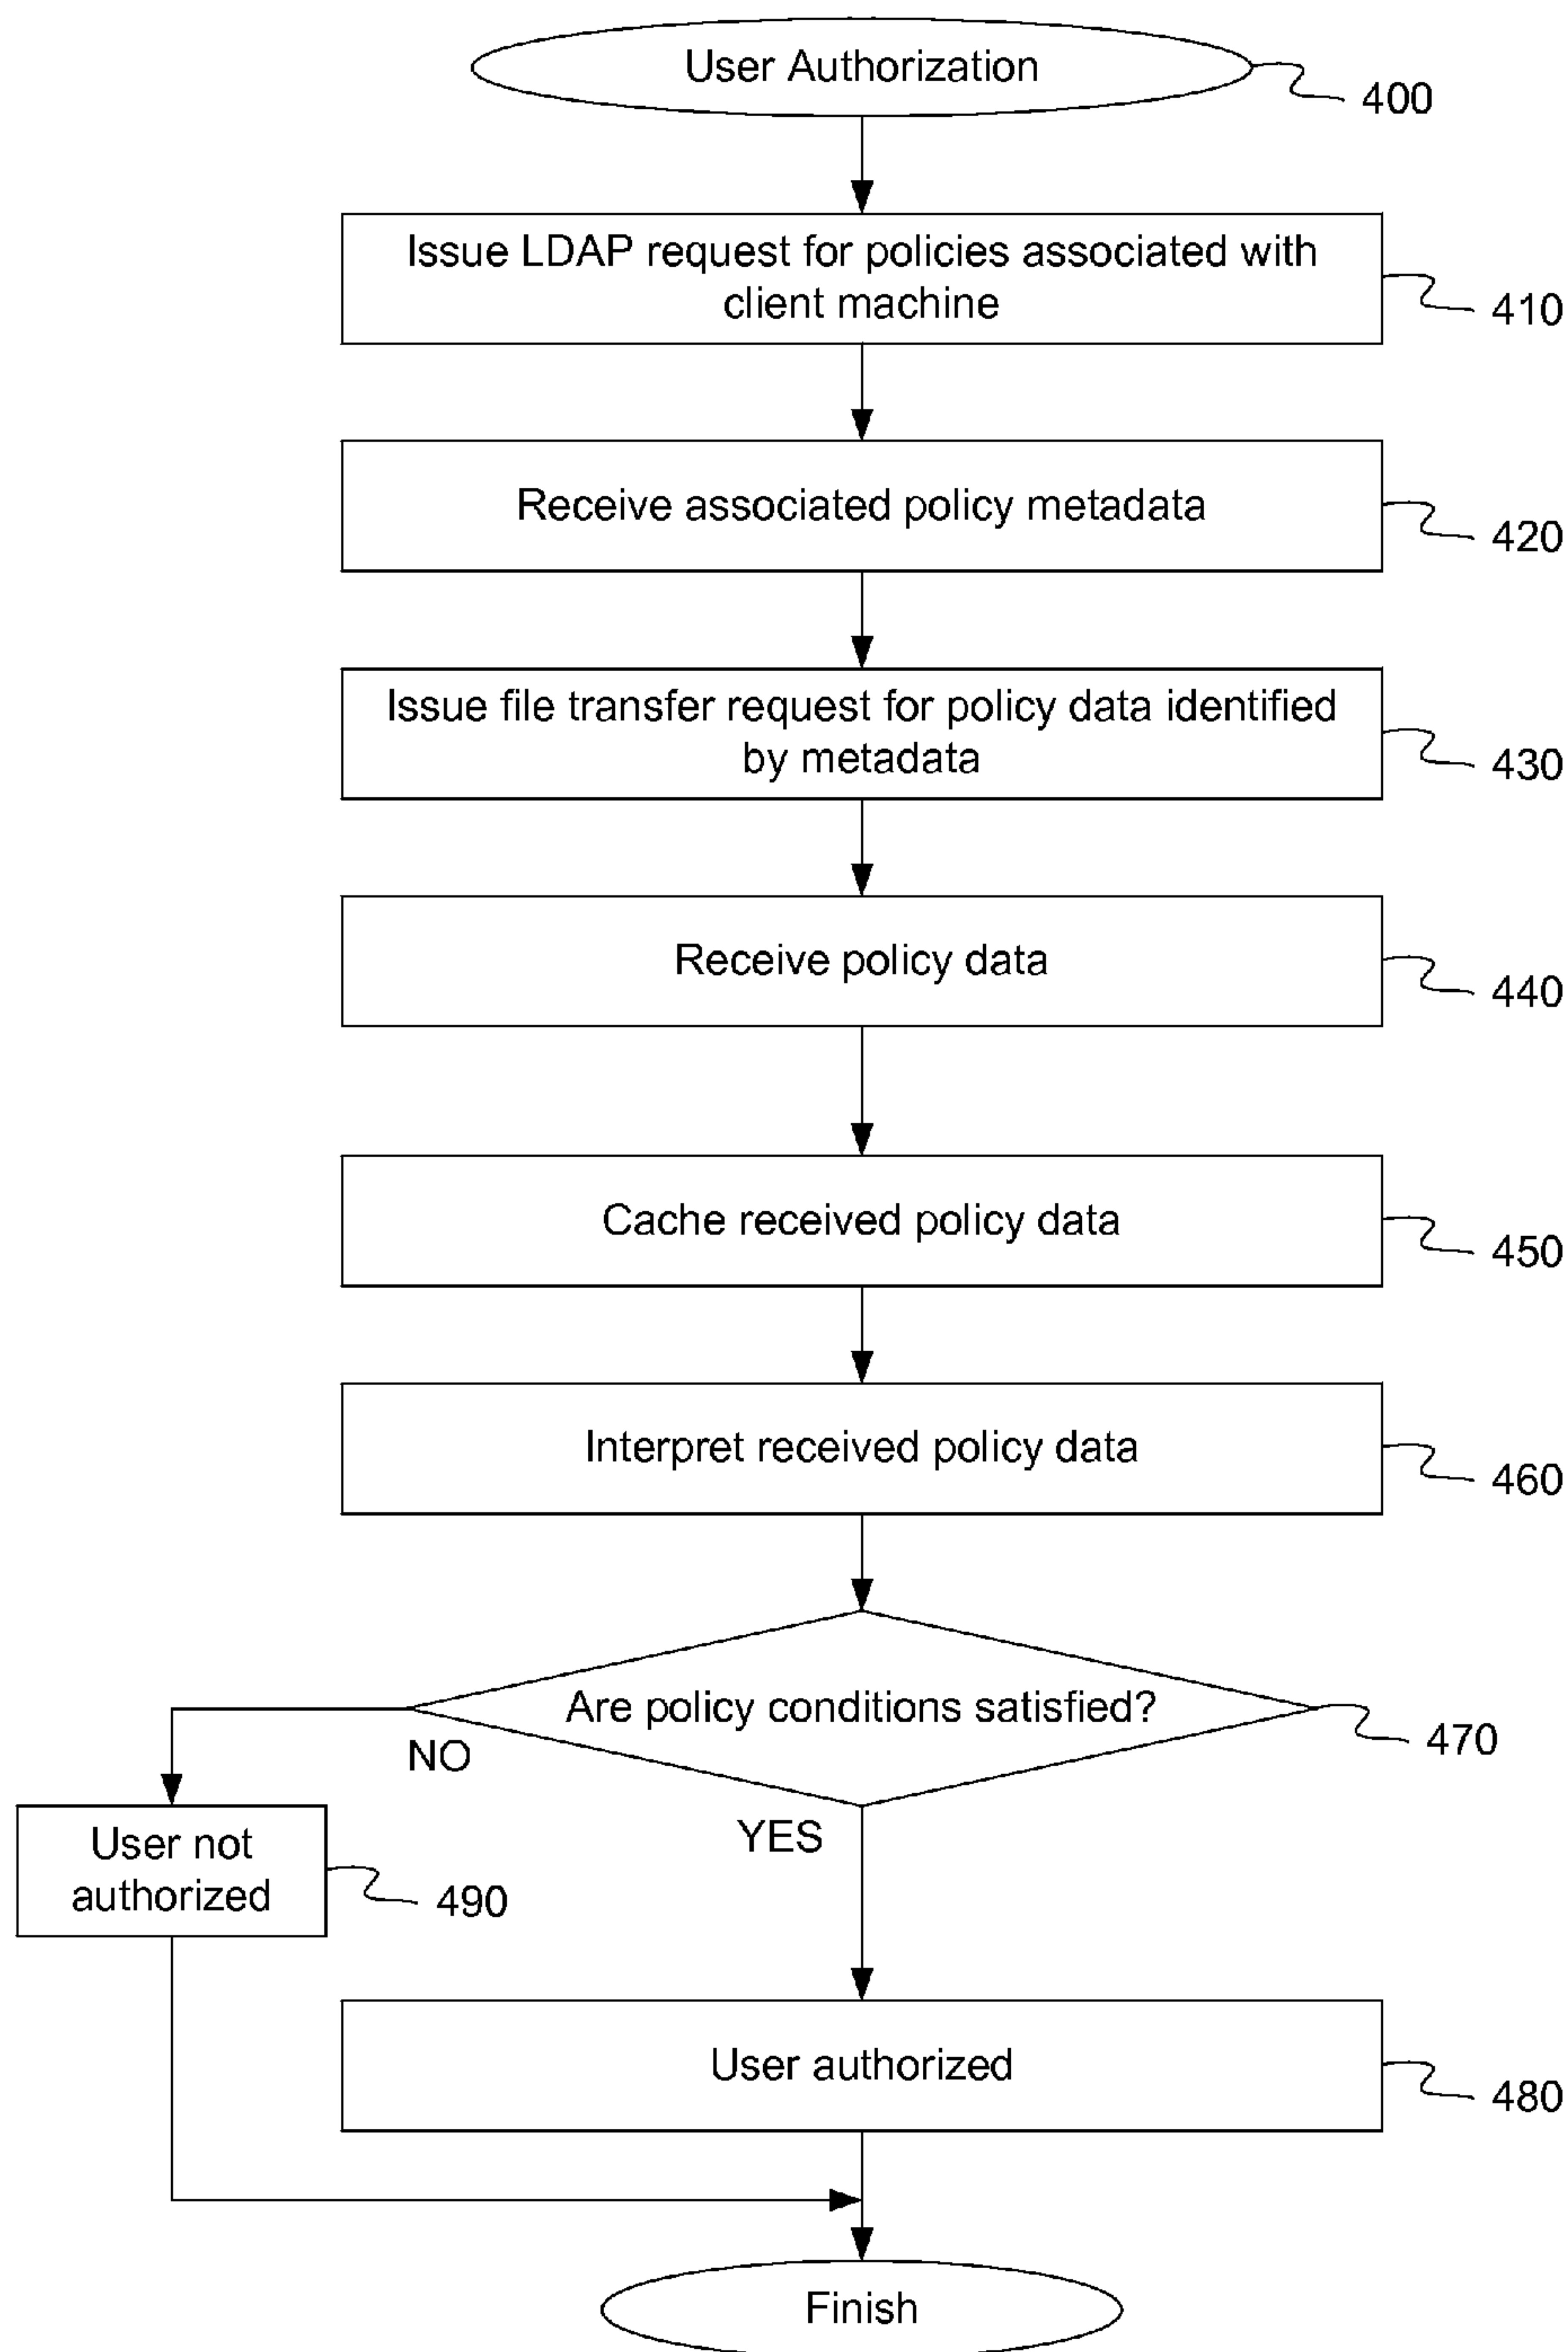 User Authorization
400
Issue LDAP request for policies associated with
client machine
410
Receive associated policy metadata
420
Issue file transfer request for policy data identified
by metadata
430
Receive policy data
440
Cache received policy data
450
Interpret received policy data
460
Are policy conditions satisfied?
470
NO
YES
User not
authorized
490
User authorized
480
Finish